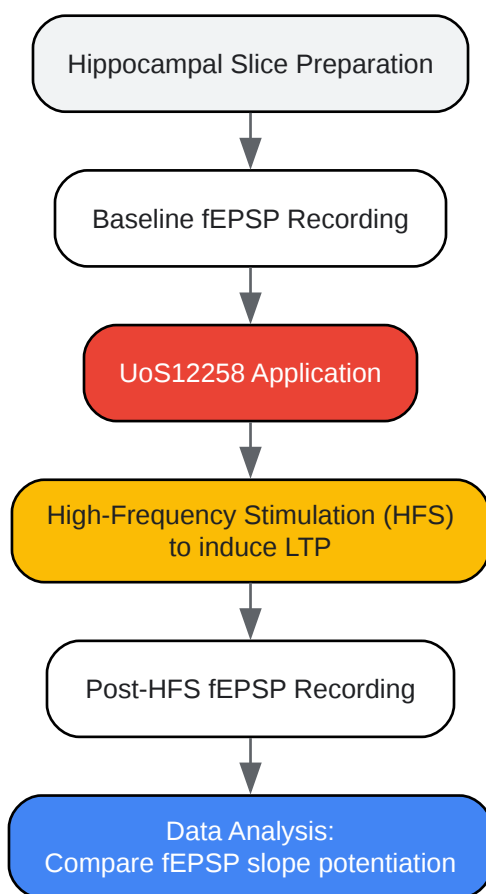 Hippocampal Slice Preparation
Baseline fEPSP Recording
UoS12258 Application
High-Frequency Stimulation (HFS)
to induce LTP
Post-HFS fEPSP Recording
Data Analysis:
Compare fEPSP slope potentiation